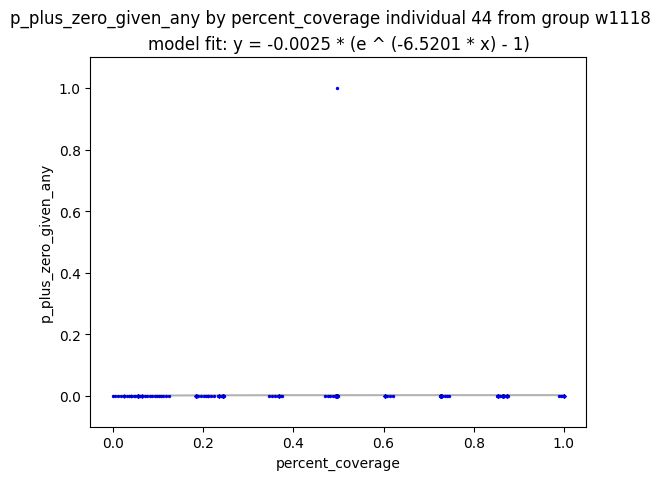 p_plus_zero_given_any by percent_coverage individual 44 from group w1118
model fit: y = -0.0025 * (e ^ (-6.5201 * x) - 1)
1.0
0.8
0.6
0.4
0.2
0.0
p_plus_zero_given_any
0.0 0.2 0.4 0.6 0.8 1.0
percent_coverage